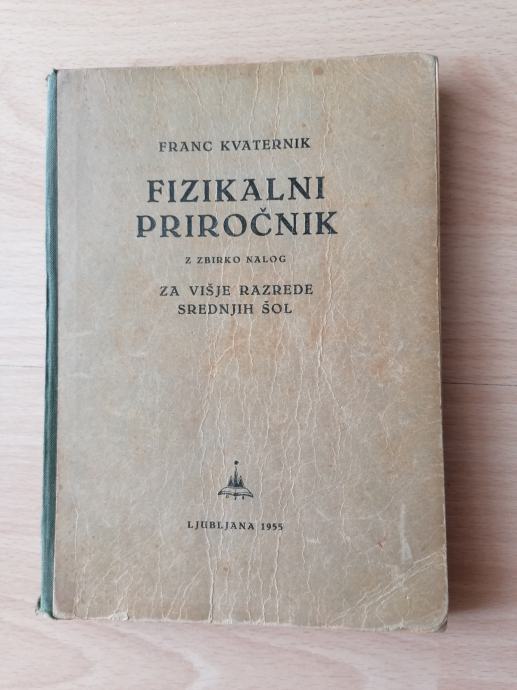 FRANC KVATERNIK
FIZIKALNI
PRIROČNIK
Z ZBIRKO NALOG
ZA VIŠJE RAZREDE
SREDNJIH ŠOL
LJUBLJANA 1955